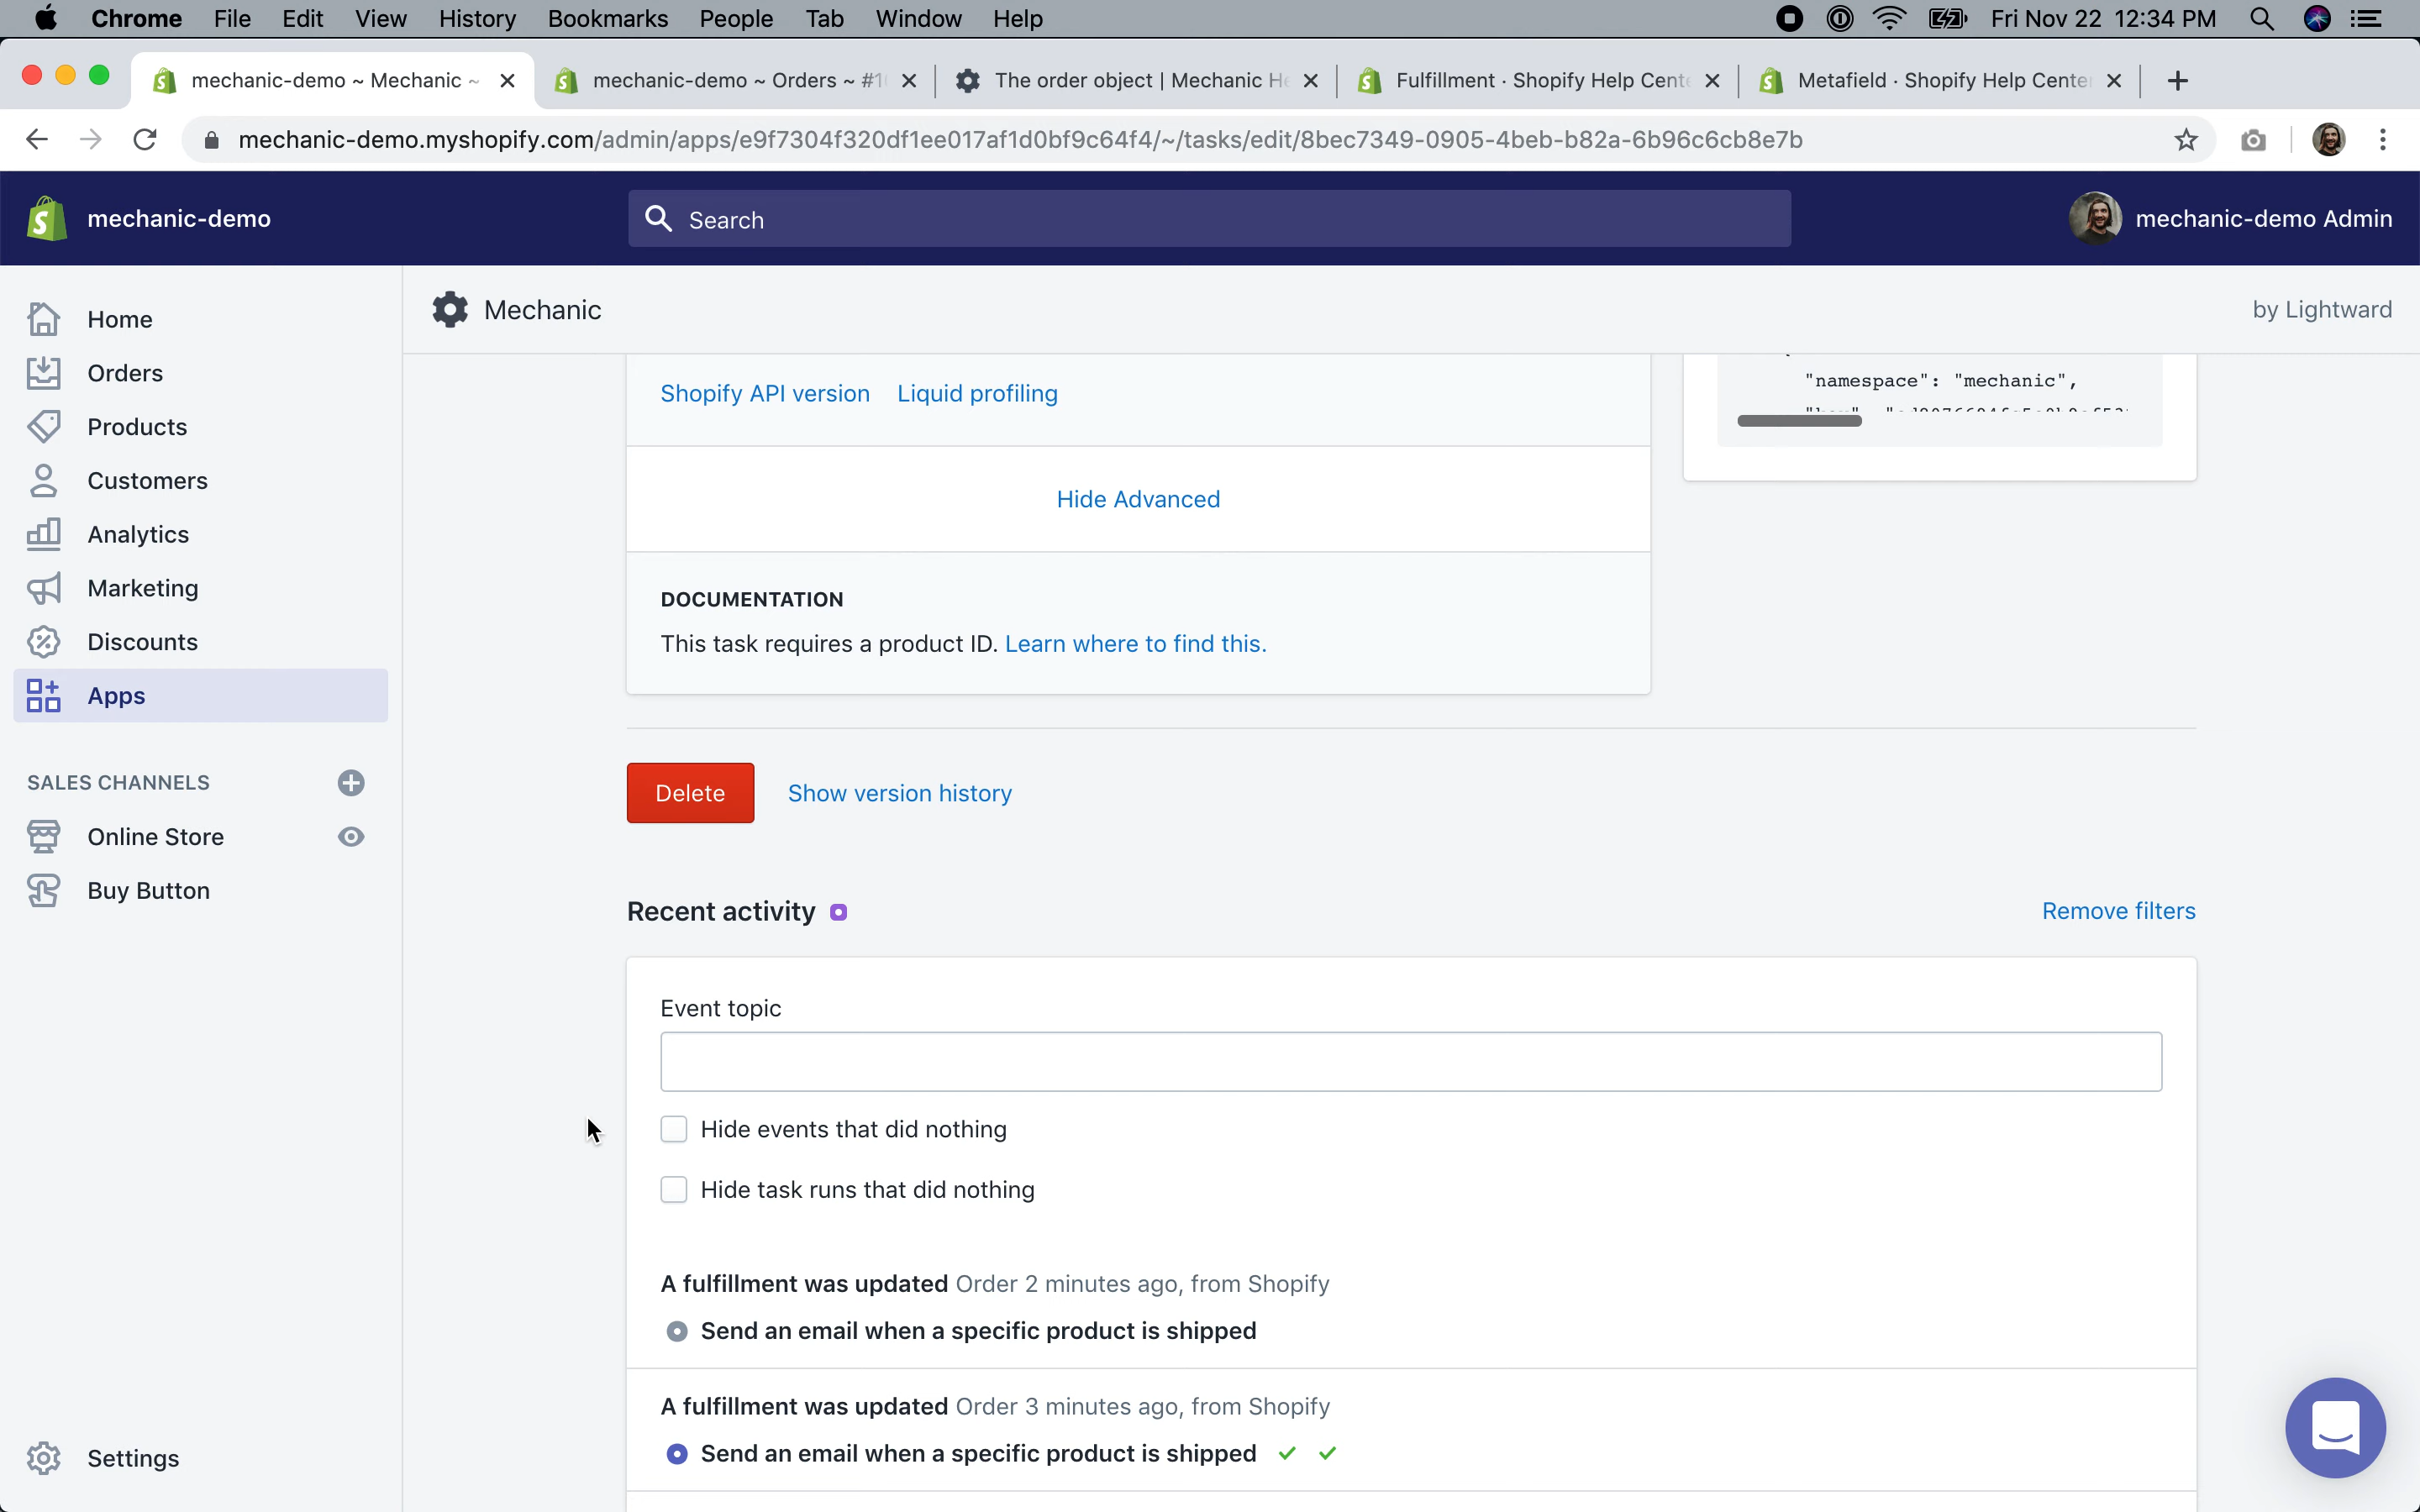 Chrome File Edit View History Bookmarks People Tab Window Help Fri Nov 22 12:34 PM
mechanic-demo ~ Mechanic ~ mechanic-demo ~ Orders ~ #1 The order object | Mechanic He Fulfillment · Shopify Help Cent Metafield · Shopify Help Center
mechanic-demo.myshopify.com/admin/apps/e9f7304f320df1ee017af1d0bf9c64f4/~/tasks/edit/8bec7349-0905-4beb-b82a-6b96c6cb8e7b
mechanic-demo
Search
mechanic-demo Admin
Home
Orders
Products
Customers
Analytics
Marketing
Discounts
Apps
SALES CHANNELS
Online Store
Buy Button
Settings
Mechanic
by Lightward
Shopify API version Liquid profiling
"namespace": "mechanic",
Hide Advanced
DOCUMENTATION
This task requires a product ID. Learn where to find this.
Delete Show version history
Recent activity Remove filters
Event topic
Hide events that did nothing
Hide task runs that did nothing
A fulfillment was updated Order 2 minutes ago, from Shopify
Send an email when a specific product is shipped
A fulfillment was updated Order 3 minutes ago, from Shopify
Send an email when a specific product is shipped